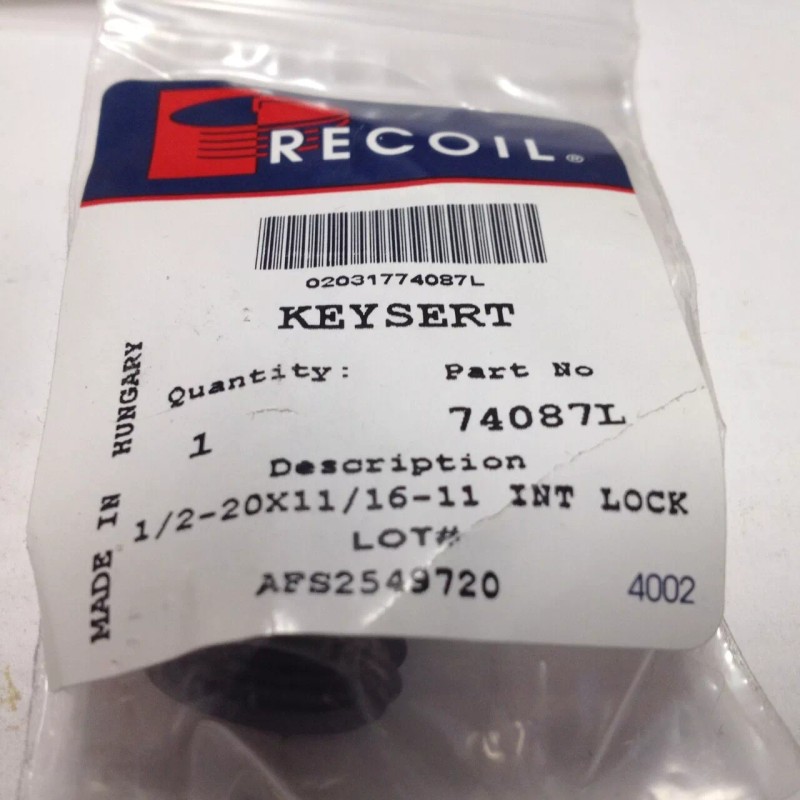 RECOIL®
02031774087L
KEYSERT
Quantity: Part No
1 74087L
Description
1/2-20X11/16-11 INT LOCK
LOT#
AFS2549720
4002
MADE IN HUNGARY